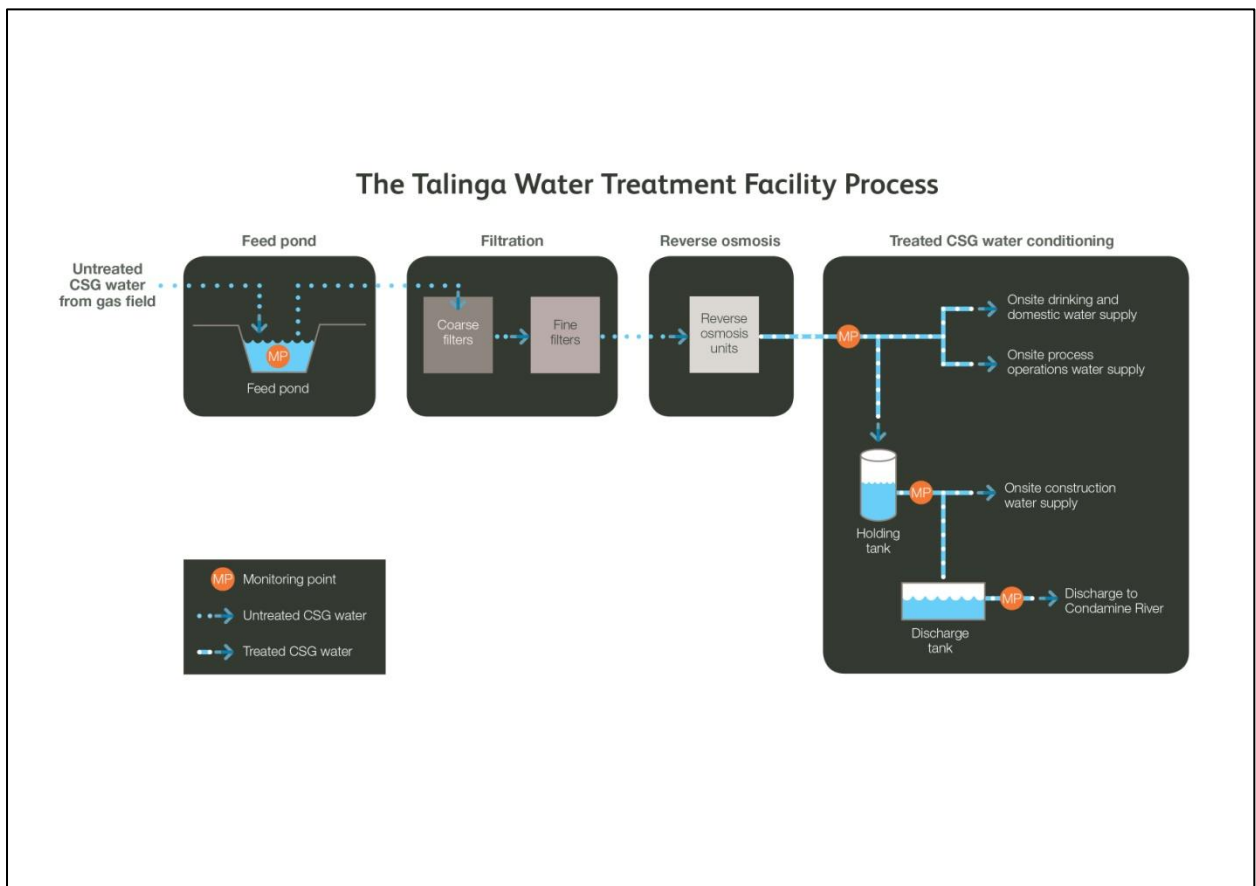 The Talinga Water Treatment Facility Process
Feed pond
Filtration
Reverse osmosis
Treated CSG water conditioning
Untreated
CSG water
from gas field
MP
Feed pond
Coarse
filters
Fine
filters
Reverse
osmosis
units
MP
Onsite drinking and
domestic water supply
Onsite process
operations water supply
Holding
tank
MP
Onsite construction
water supply
Discharge
tank
MP
Discharge to
Condamine River
MP Monitoring point
Untreated CSG water
Treated CSG water